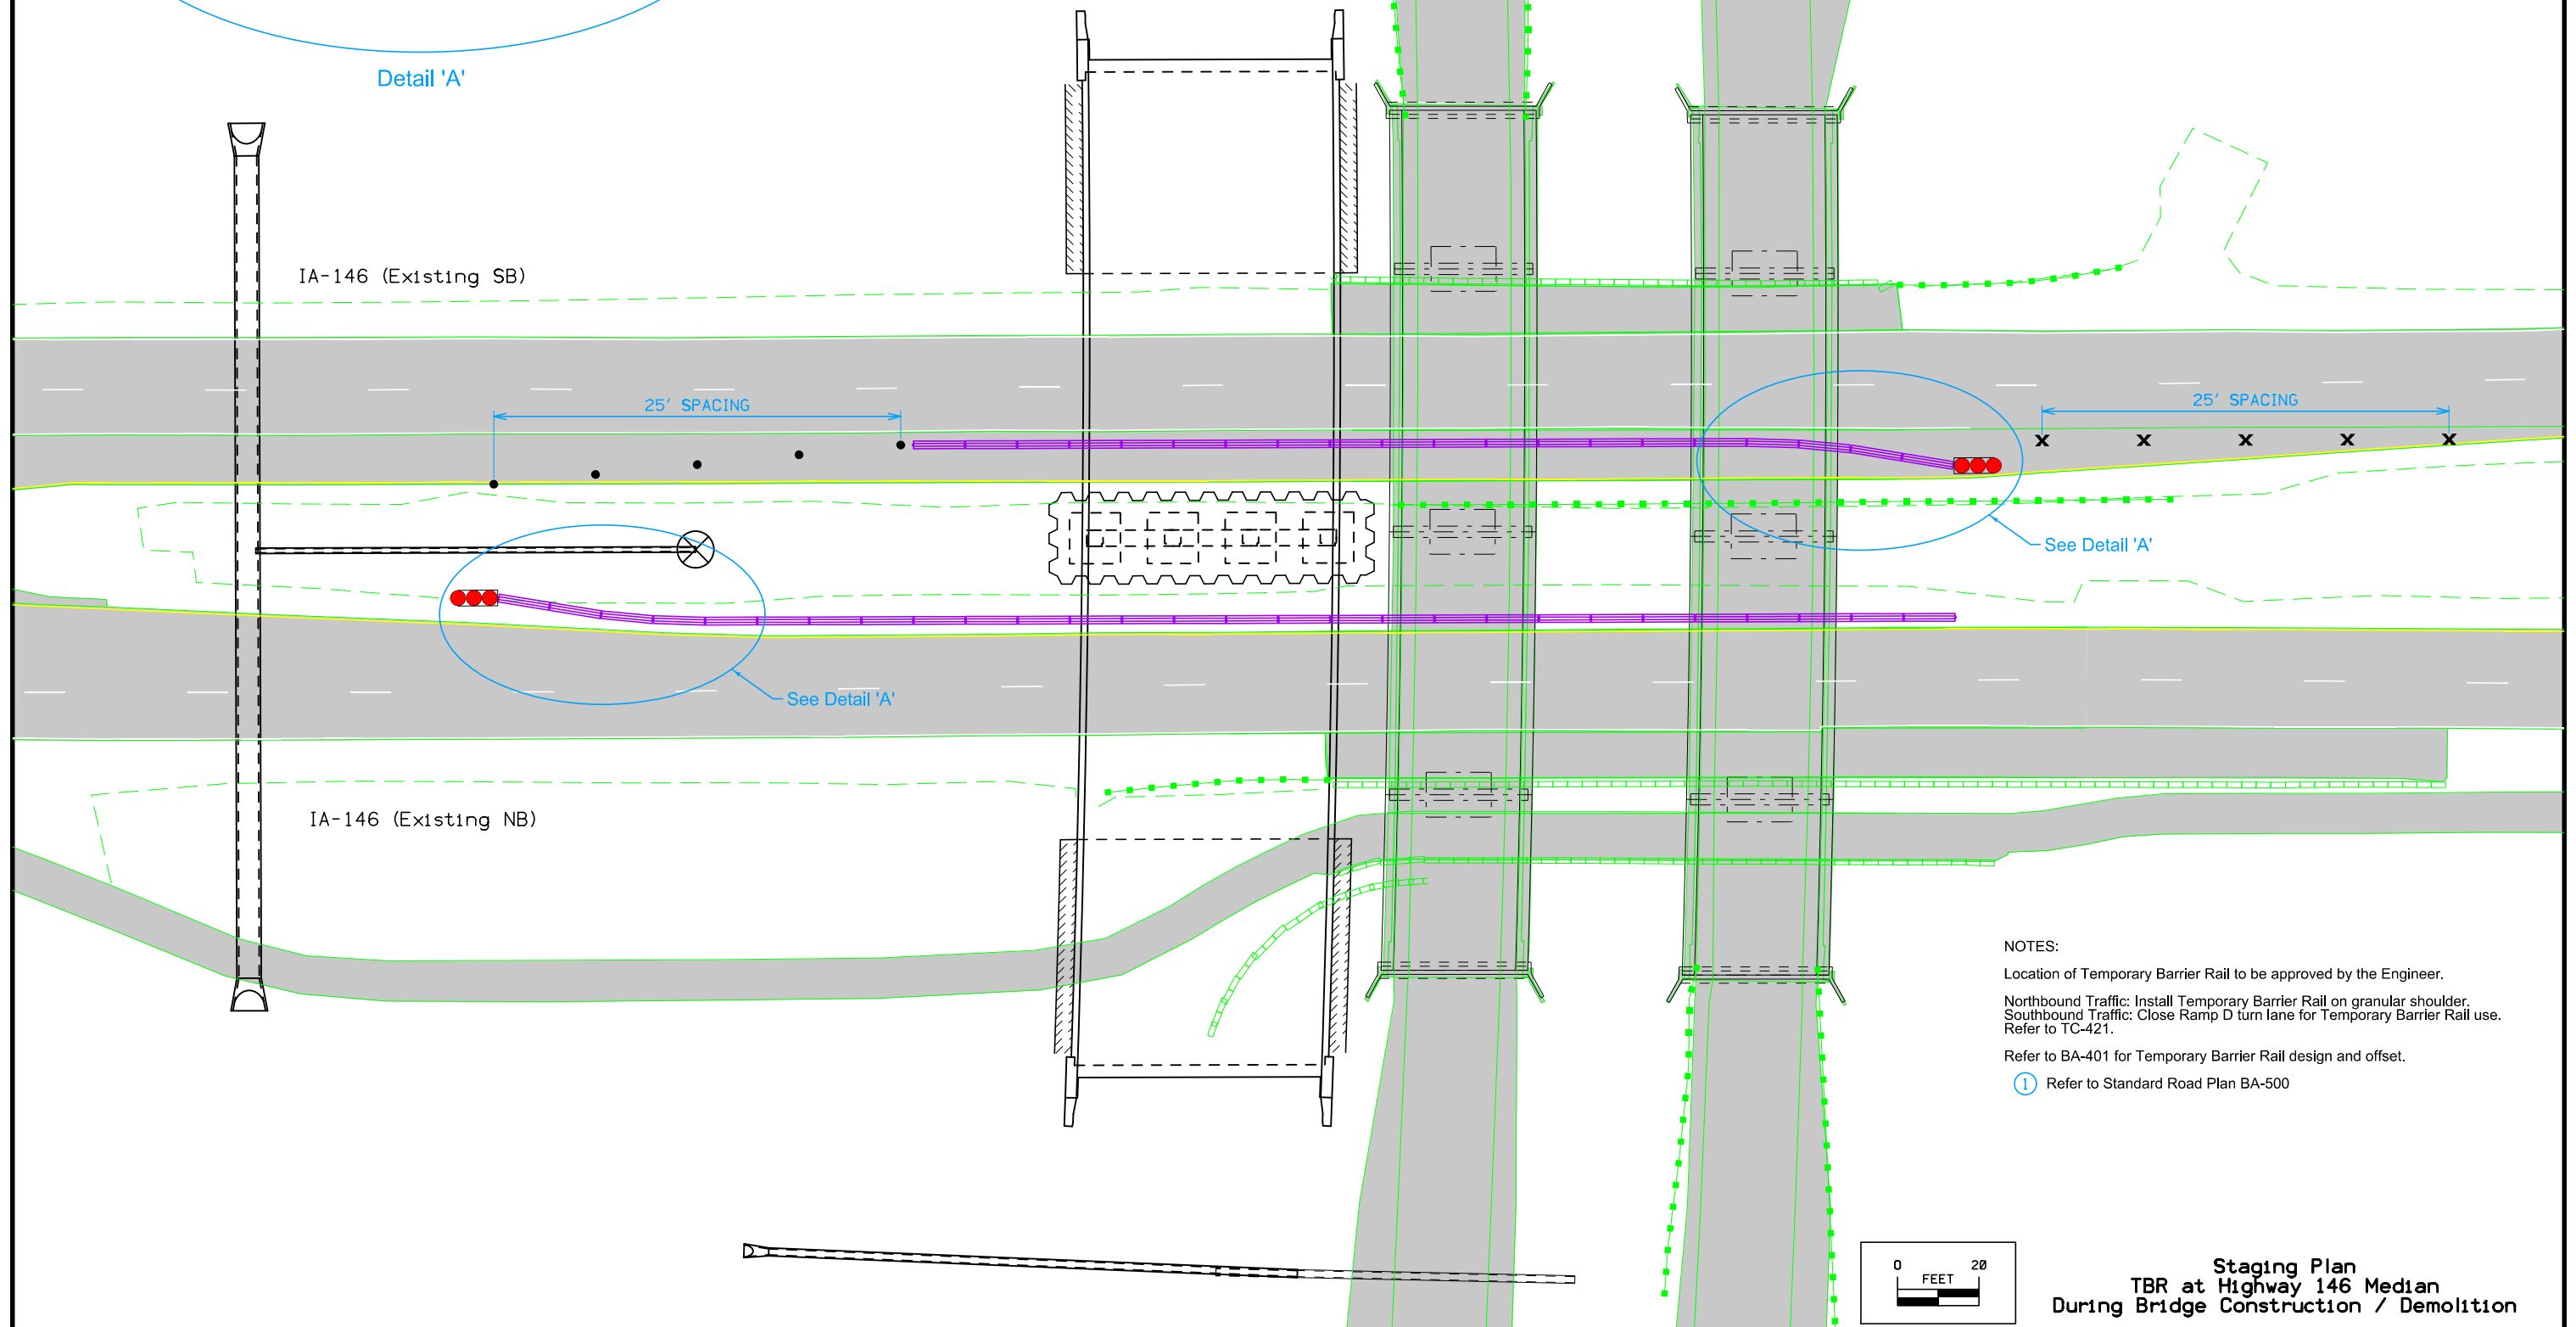 Detail 'A'
IA-146 (Existing SB)
25' SPACING
25' SPACING
See Detail 'A'
See Detail 'A'
IA-146 (Existing NB)
NOTES:
Location of Temporary Barrier Rail to be approved by the Engineer.
Northbound Traffic: Install Temporary Barrier Rail on granular shoulder.
Southbound Traffic: Close Ramp D turn lane for Temporary Barrier Rail use.
Refer to TC-421.
Refer to BA-401 for Temporary Barrier Rail design and offset.
1 Refer to Standard Road Plan BA-500
0 20
FEET
Staging Plan
TBR at Highway 146 Median
During Bridge Construction / Demolition